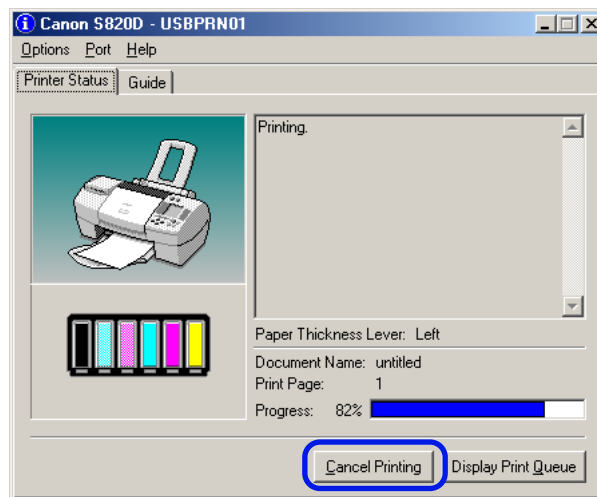 Canon S820D - USBPRN01
Options Port Help
Printer Status Guide
Printing.
Paper Thickness Lever: Left
Document Name: untitled
Print Page: 1
Progress: 82%
Cancel Printing Display Print Queue